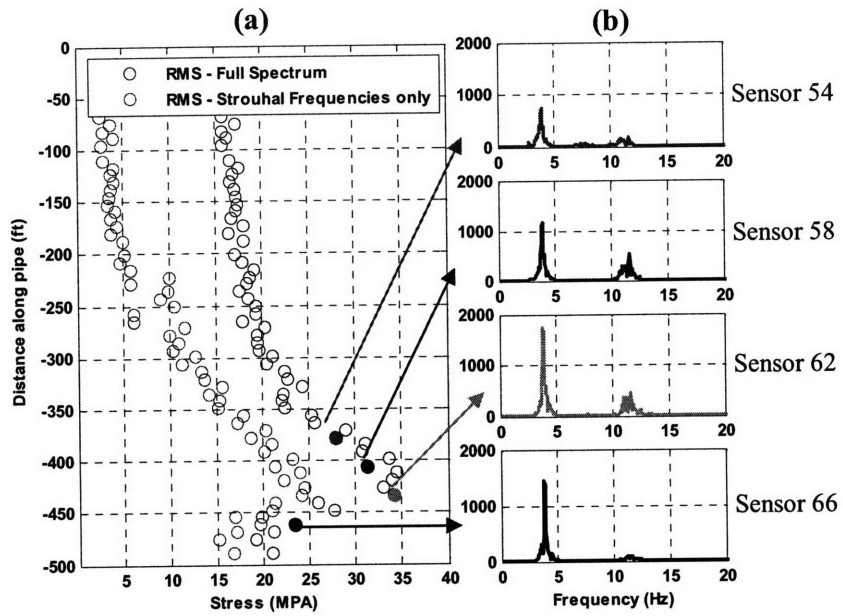 (a)
(b)
0
-50
-100
-150
-200
-250
-300
-350
-400
-450
-500
Distance along pipe (ft)
RMS - Full Spectrum
RMS - Strouhal Frequencies only
5 10 15 20 25 30 35 40
Stress (MPA)
2000
1000
0
0 5 10 15 20
Sensor 54
2000
1000
0
0 5 10 15 20
Sensor 58
2000
1000
0
0 5 10 15 20
Sensor 62
2000
1000
0
0 5 10 15 20
Sensor 66
Frequency (Hz)